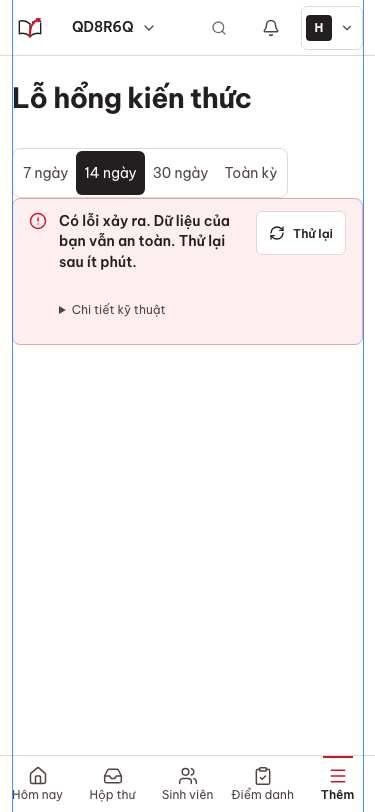 QD8R6Q
H
Lỗ hổng kiến thức
7 ngày
14 ngày
30 ngày
Toàn kỳ
Có lỗi xảy ra. Dữ liệu của
bạn vẫn an toàn. Thử lại
sau ít phút.
Thử lại
Chi tiết kỹ thuật
Hôm nay
Hộp thư
Sinh viên
Điểm danh
Thêm